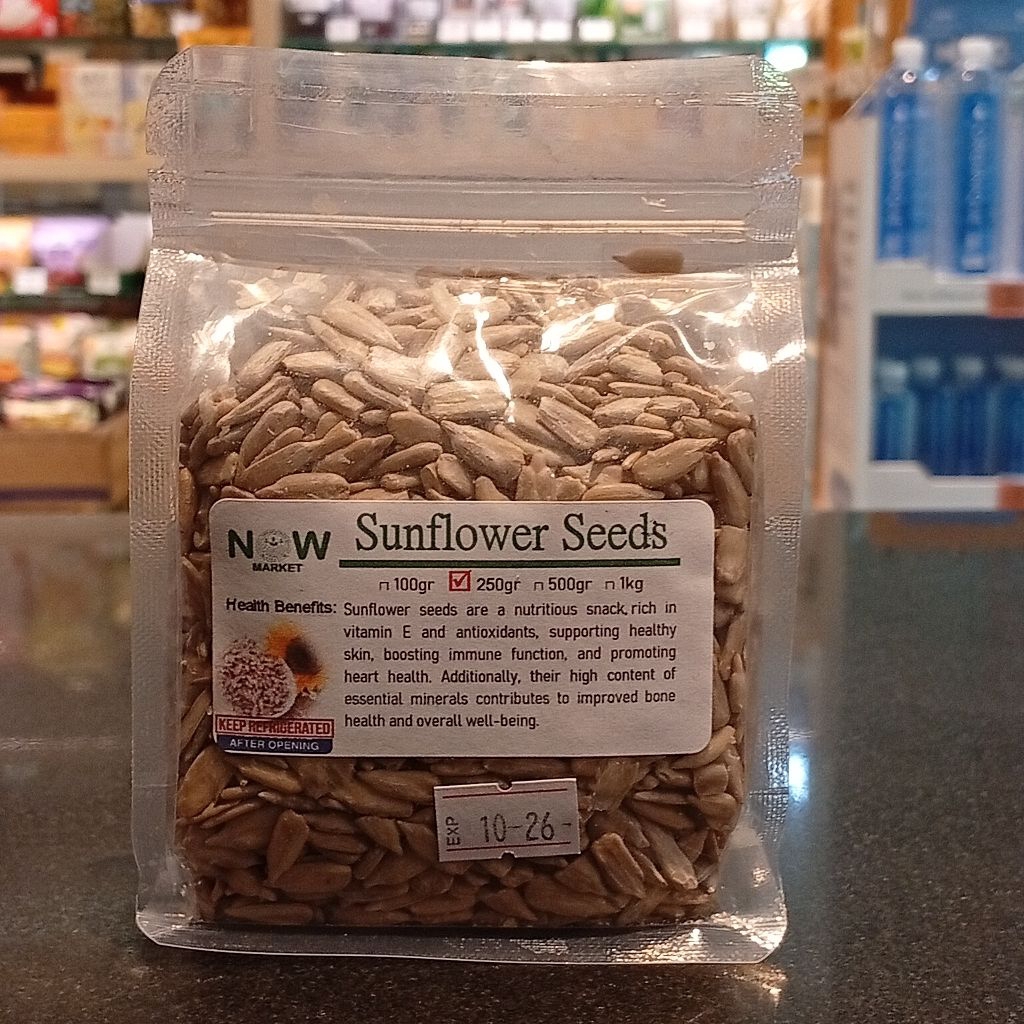 NOW
MARKET
Sunflower Seeds
100gr 250gr 500gr 1kg
Health Benefits: Sunflower seeds are a nutritious snack, rich in
vitamin E and antioxidants, supporting healthy
skin, boosting immune function, and promoting
heart health. Additionally, their high content of
essential minerals contributes to improved bone
health and overall well-being.
KEEP REFRIGERATED
AFTER OPENING
EXP 10-26-